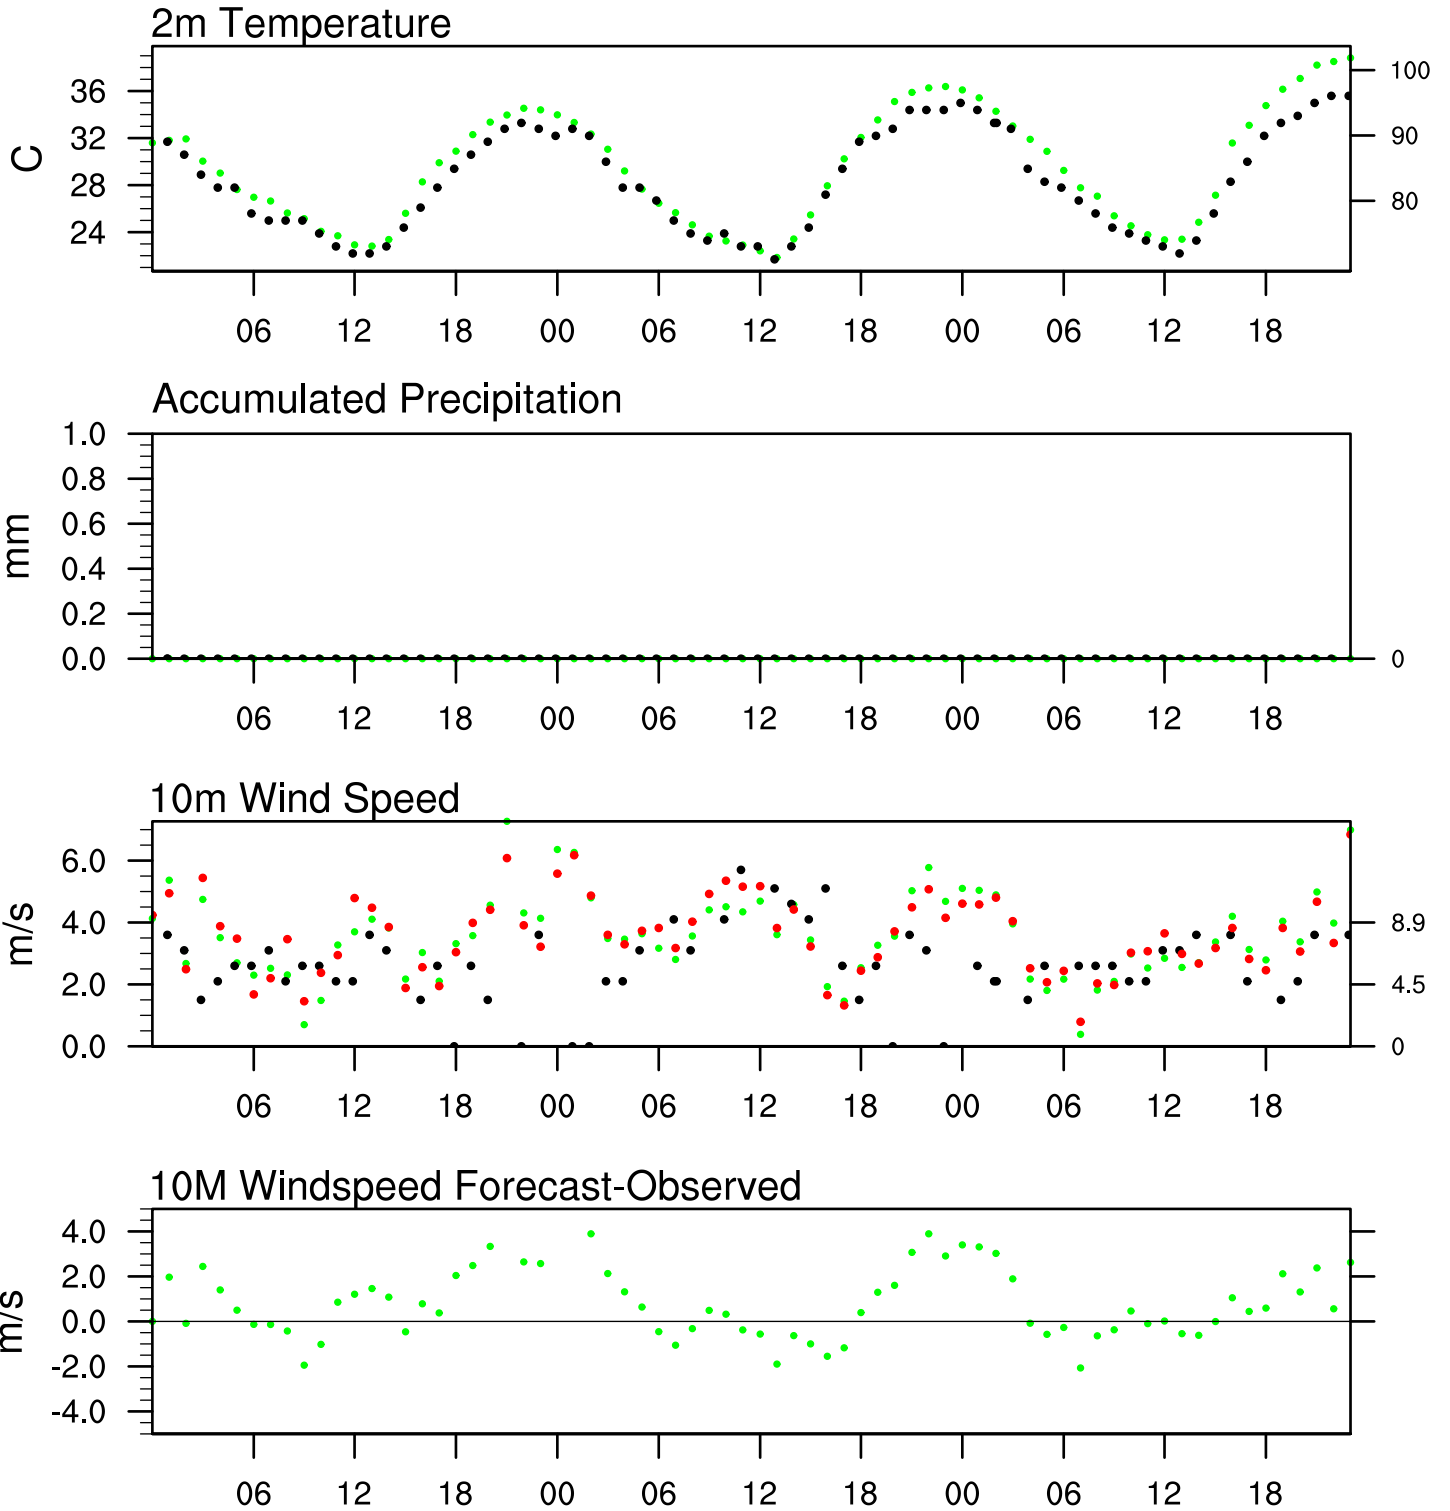 2m Temperature
C
36
32
28
24
100
90
80
06 12 18 00 06 12 18 00 06 12 18
Accumulated Precipitation
mm
1.0
0.8
0.6
0.4
0.2
0.0
0
06 12 18 00 06 12 18 00 06 12 18
10m Wind Speed
m/s
6.0
4.0
2.0
0.0
8.9
4.5
0
06 12 18 00 06 12 18 00 06 12 18
10M Windspeed Forecast-Observed
m/s
4.0
2.0
0.0
-2.0
-4.0
06 12 18 00 06 12 18 00 06 12 18